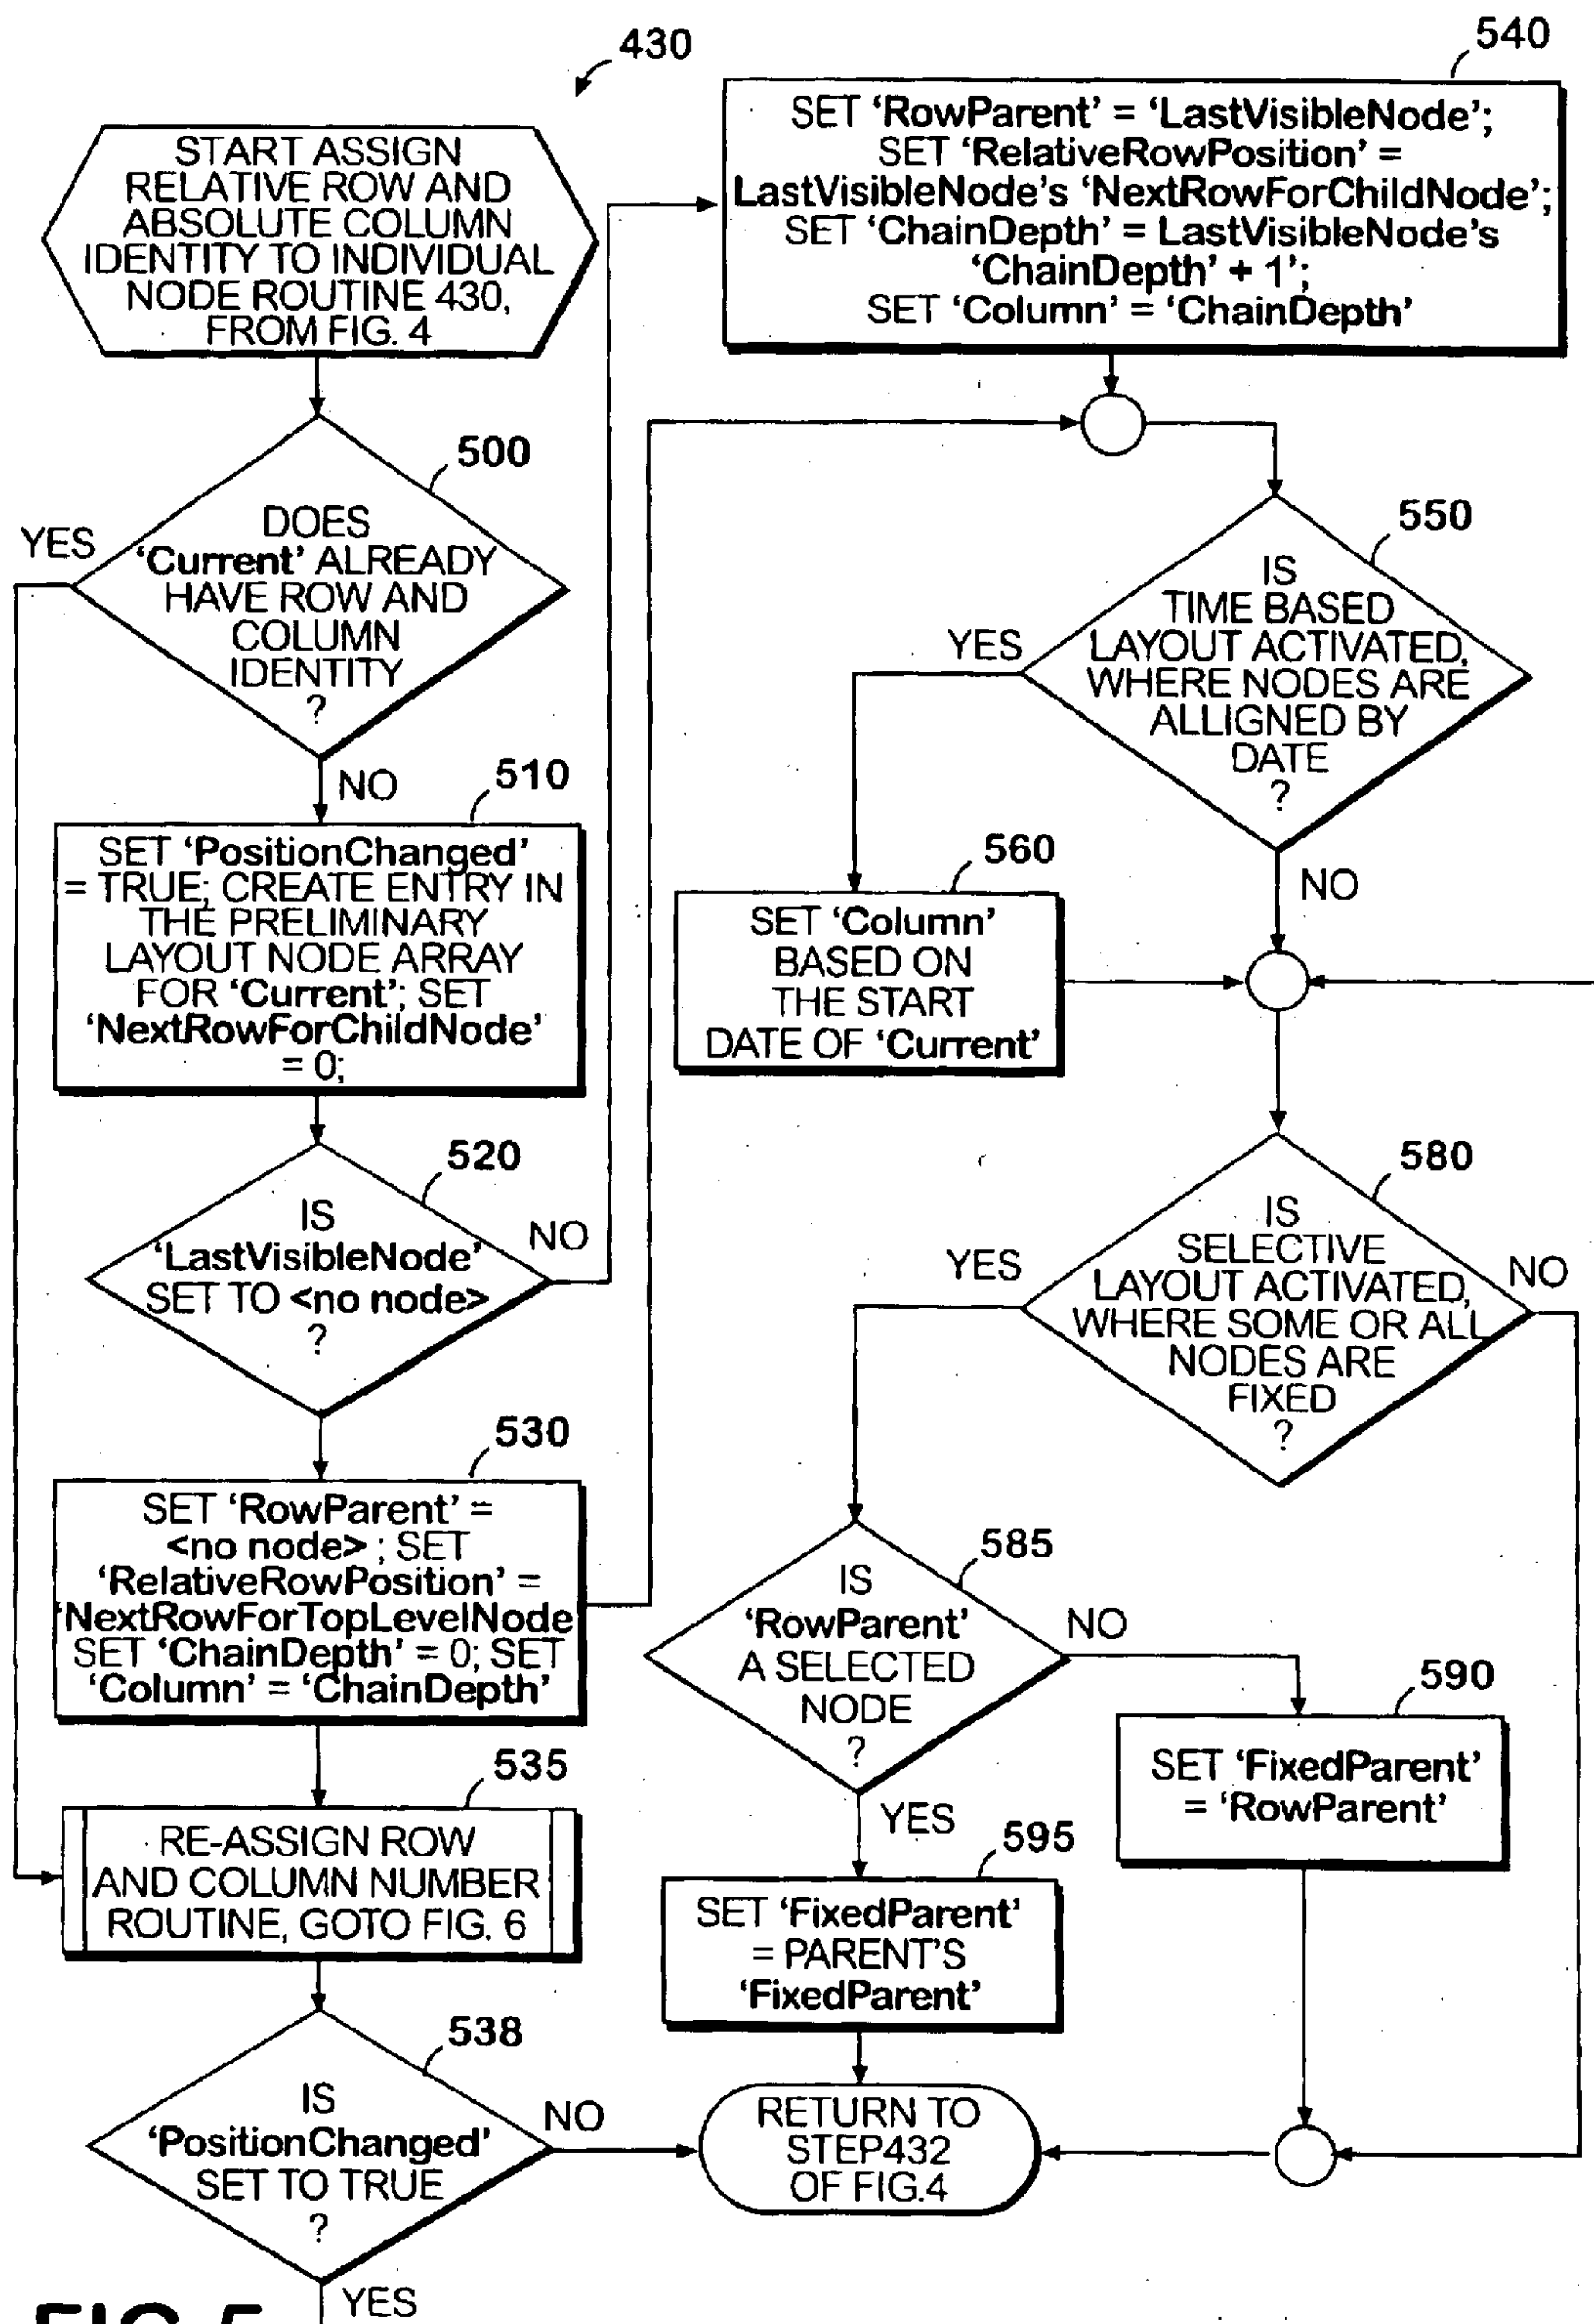 430
START ASSIGN
RELATIVE ROW AND
ABSOLUTE COLUMN
IDENTITY TO INDIVIDUAL
NODE ROUTINE 430,
FROM FIG. 4
500
YES
DOES
‘Current’ ALREADY
HAVE ROW AND
COLUMN
IDENTITY
?
NO
510
SET ‘PositionChanged’
= TRUE; CREATE ENTRY IN
THE PRELIMINARY
LAYOUT NODE ARRAY
FOR ‘Current’; SET
‘NextRowForChildNode’
= 0;
520
IS
‘LastVisibleNode’
SET TO <no node>
?
NO
530
SET ‘RowParent’ =
<no node> ; SET
‘RelativeRowPosition’ =
‘NextRowForTopLevelNode
SET ‘ChainDepth’ = 0; SET
‘Column’ = ‘ChainDepth’
535
RE-ASSIGN ROW
AND COLUMN NUMBER
ROUTINE, GOTO FIG. 6
538
IS
‘PositionChanged’
SET TO TRUE
?
NO
YES
540
SET ‘RowParent’ = ‘LastVisibleNode’;
SET ‘RelativeRowPosition’ =
LastVisibleNode’s ‘NextRowForChildNode’;
SET ‘ChainDepth’ = LastVisibleNode’s
‘ChainDepth’ + 1’;
SET ‘Column’ = ‘ChainDepth’
550
YES
IS
TIME BASED
LAYOUT ACTIVATED,
WHERE NODES ARE
ALLIGNED BY
DATE
?
NO
560
SET ‘Column’
BASED ON
THE START
DATE OF ‘Current’
580
YES
IS
SELECTIVE
LAYOUT ACTIVATED,
WHERE SOME OR ALL
NODES ARE
FIXED
?
NO
585
IS
‘RowParent’
A SELECTED
NODE
?
NO
YES
590
SET ‘FixedParent’
= ‘RowParent’
595
SET ‘FixedParent’
= PARENT’S
‘FixedParent’
RETURN TO
STEP432
OF FIG.4